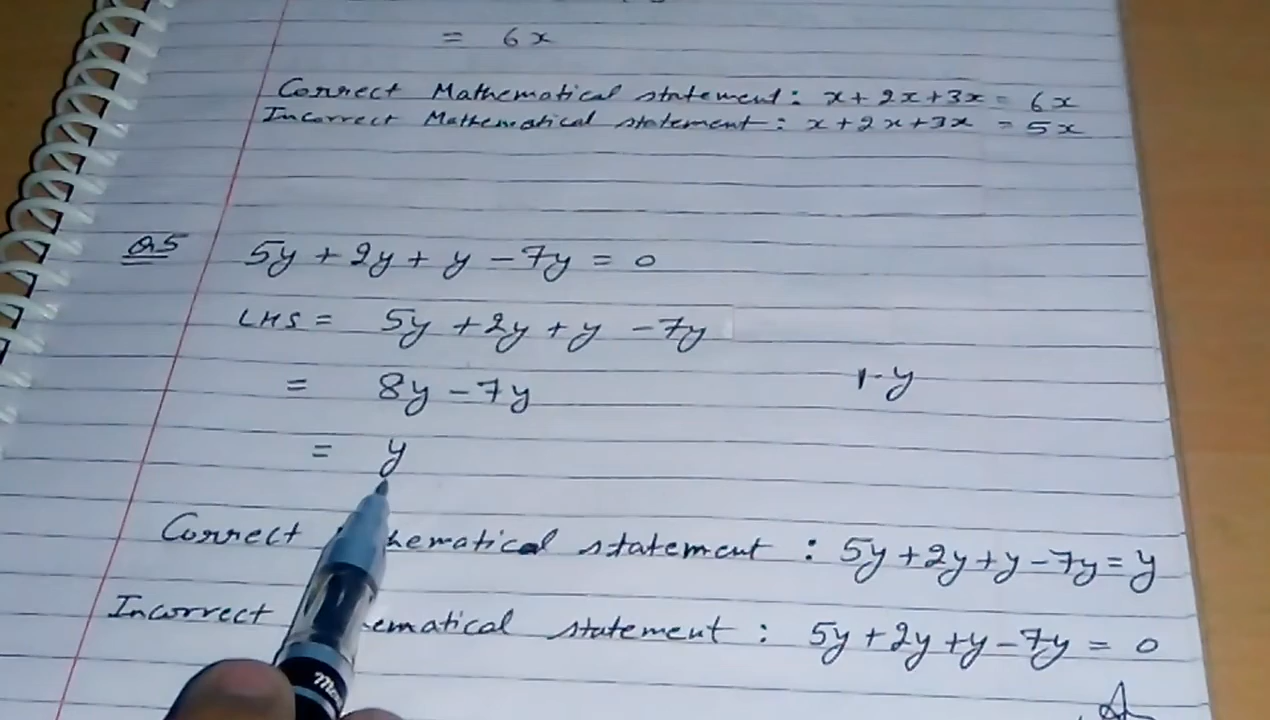 = 6x
Correct Mathematical statement : x + 2x + 3x = 6x
Incorrect Mathematical statement : x + 2x + 3x = 5x
Q5 5y + 2y + y - 7y = 0
LHS = 5y + 2y + y - 7y
= 8y - 7y
1-y
= y
Correct statement : 5y + 2y + y - 7y = y
Incorrect statement : 5y + 2y + y - 7y = 0